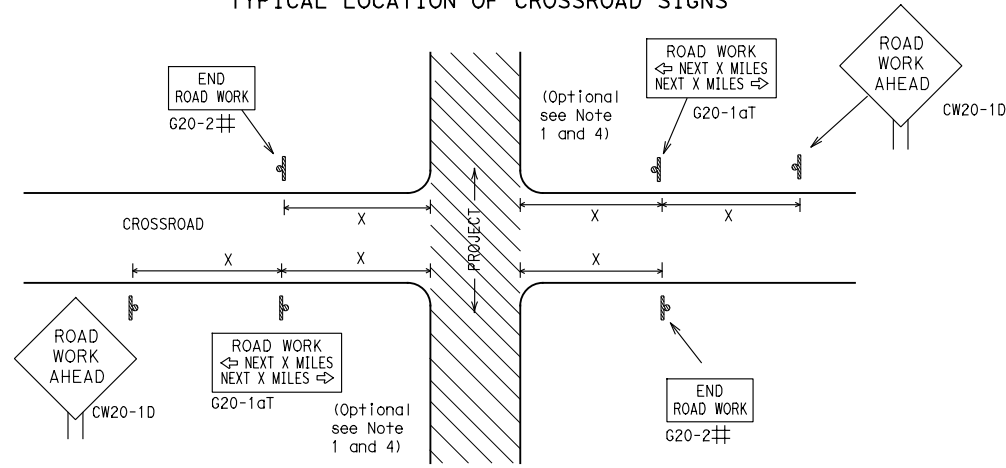 TYPICAL LOCATION OF CROSSROAD SIGNS
END
ROAD WORK
G20-2#
(Optional
see Note
1 and 4)
ROAD WORK
⇦ NEXT X MILES
NEXT X MILES ⇨
G20-1aT
ROAD
WORK
AHEAD
CW20-1D
X
X
X
CROSSROAD
PROJECT
X
X
X
ROAD
WORK
AHEAD
CW20-1D
ROAD WORK
⇦ NEXT X MILES
NEXT X MILES ⇨
G20-1aT
(Optional
see Note
1 and 4)
END
ROAD WORK
G20-2#